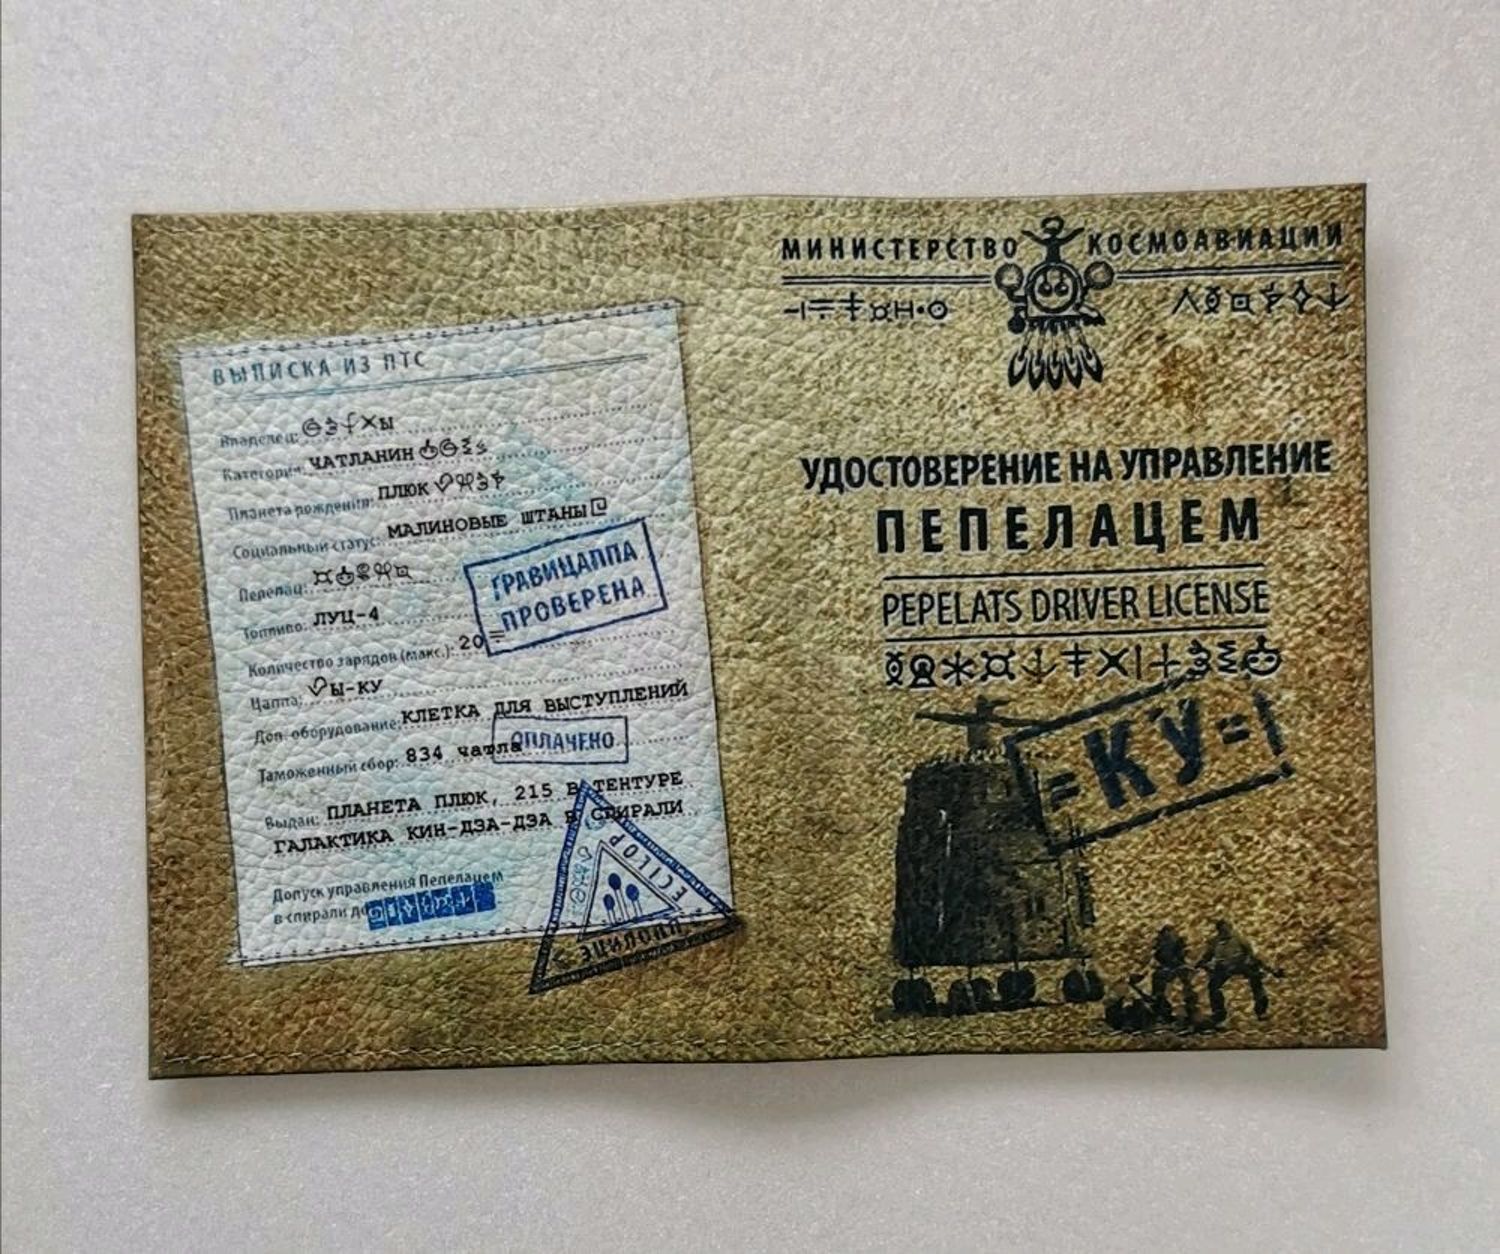 ВЫПИСКА ИЗ ПТС
Владелец: ы
Категория: ЧАТЛАНИН
Планета рождения: ПЛЮК
Социальный статус: МАЛИНОВЫЕ ШТАНЫ
Пепелац:
Топливо: ЛУЦ-4
Количество зарядов (макс.): 20 =
Цаппа: Ы-КУ
Доп. оборудование: КЛЕТКА ДЛЯ ВЫСТУПЛЕНИЙ
Таможенный сбор: 834 чатла
Выдан: ПЛАНЕТА ПЛЮК, 215 В ТЕНТУРЕ
ГАЛАКТИКА КИН-ДЗА-ДЗА В СПИРАЛИ
Допуск управления Пепелацем
в спирали до
ГРАВИЦАППА
ПРОВЕРЕНА
ОПЛАЧЕНО
ECILOP
ЭЦИЛОПП
МИНИСТЕРСТВО КОСМОАВИАЦИИ
УДОСТОВЕРЕНИЕ НА УПРАВЛЕНИЕ
ПЕПЕЛАЦЕМ
PEPELATS DRIVER LICENSE
=КУ=